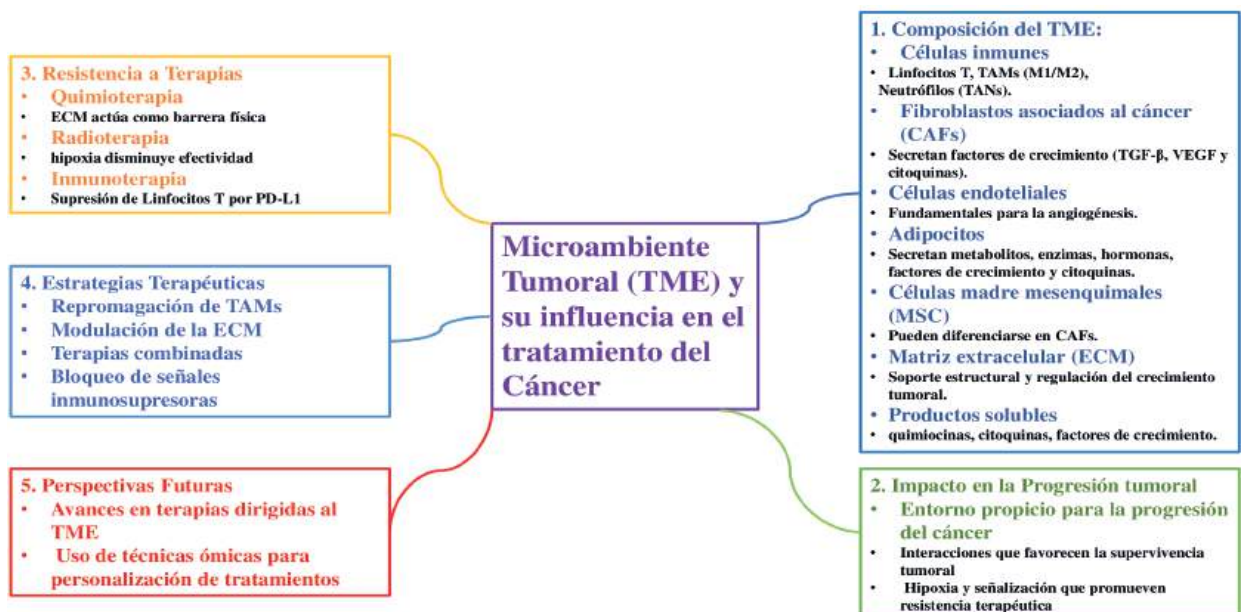 Microambiente
Tumoral (TME) y
su influencia en el
tratamiento del
Cáncer
1. Composición del TME:
• Células inmunes
• Linfocitos T, TAMs (M1/M2),
Neutrófilos (TANs).
• Fibroblastos asociados al cáncer
(CAFs)
• Secretan factores de crecimiento (TGF-β, VEGF y
citoquinas).
• Células endoteliales
• Fundamentales para la angiogénesis.
• Adipocitos
• Secretan metabolitos, enzimas, hormonas,
factores de crecimiento y citoquinas.
• Células madre mesenquimales
(MSC)
• Pueden diferenciarse en CAFs.
• Matriz extracelular (ECM)
• Soporte estructural y regulación del crecimiento
tumoral.
• Productos solubles
• quimiocinas, citoquinas, factores de crecimiento.
2. Impacto en la Progresión tumoral
• Entorno propicio para la progresión
del cáncer
• Interacciones que favorecen la supervivencia
tumoral
• Hipoxia y señalización que promueven
resistencia terapéutica
3. Resistencia a Terapias
• Quimioterapia
• ECM actúa como barrera física
• Radioterapia
• hipoxia disminuye efectividad
• Inmunoterapia
• Supresión de Linfocitos T por PD-L1
4. Estrategias Terapéuticas
• Repromagación de TAMs
• Modulación de la ECM
• Terapias combinadas
• Bloqueo de señales
inmunosupresoras
5. Perspectivas Futuras
• Avances en terapias dirigidas al
TME
• Uso de técnicas ómicas para
personalización de tratamientos